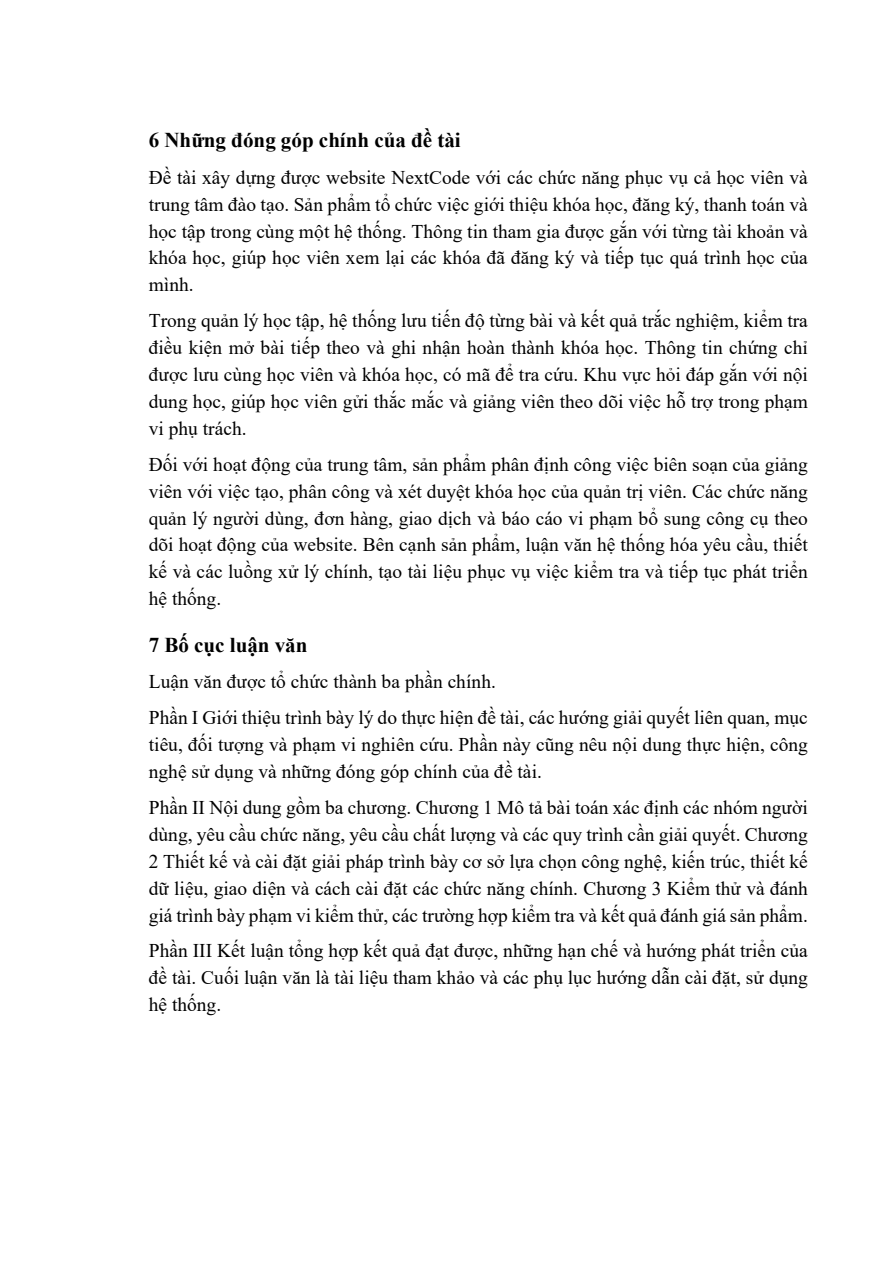 6 Những đóng góp chính của đề tài
Đề tài xây dựng được website NextCode với các chức năng phục vụ cả học viên và
trung tâm đào tạo. Sản phẩm tổ chức việc giới thiệu khóa học, đăng ký, thanh toán và
học tập trong cùng một hệ thống. Thông tin tham gia được gắn với từng tài khoản và
khóa học, giúp học viên xem lại các khóa đã đăng ký và tiếp tục quá trình học của
mình.
Trong quản lý học tập, hệ thống lưu tiến độ từng bài và kết quả trắc nghiệm, kiểm tra
điều kiện mở bài tiếp theo và ghi nhận hoàn thành khóa học. Thông tin chứng chỉ
được lưu cùng học viên và khóa học, có mã để tra cứu. Khu vực hỏi đáp gắn với nội
dung học, giúp học viên gửi thắc mắc và giảng viên theo dõi việc hỗ trợ trong phạm
vi phụ trách.
Đối với hoạt động của trung tâm, sản phẩm phân định công việc biên soạn của giảng
viên với việc tạo, phân công và xét duyệt khóa học của quản trị viên. Các chức năng
quản lý người dùng, đơn hàng, giao dịch và báo cáo vi phạm bổ sung công cụ theo
dõi hoạt động của website. Bên cạnh sản phẩm, luận văn hệ thống hóa yêu cầu, thiết
kế và các luồng xử lý chính, tạo tài liệu phục vụ việc kiểm tra và tiếp tục phát triển
hệ thống.
7 Bố cục luận văn
Luận văn được tổ chức thành ba phần chính.
Phần I Giới thiệu trình bày lý do thực hiện đề tài, các hướng giải quyết liên quan, mục
tiêu, đối tượng và phạm vi nghiên cứu. Phần này cũng nêu nội dung thực hiện, công
nghệ sử dụng và những đóng góp chính của đề tài.
Phần II Nội dung gồm ba chương. Chương 1 Mô tả bài toán xác định các nhóm người
dùng, yêu cầu chức năng, yêu cầu chất lượng và các quy trình cần giải quyết. Chương
2 Thiết kế và cài đặt giải pháp trình bày cơ sở lựa chọn công nghệ, kiến trúc, thiết kế
dữ liệu, giao diện và cách cài đặt các chức năng chính. Chương 3 Kiểm thử và đánh
giá trình bày phạm vi kiểm thử, các trường hợp kiểm tra và kết quả đánh giá sản phẩm.
Phần III Kết luận tổng hợp kết quả đạt được, những hạn chế và hướng phát triển của
đề tài. Cuối luận văn là tài liệu tham khảo và các phụ lục hướng dẫn cài đặt, sử dụng
hệ thống.